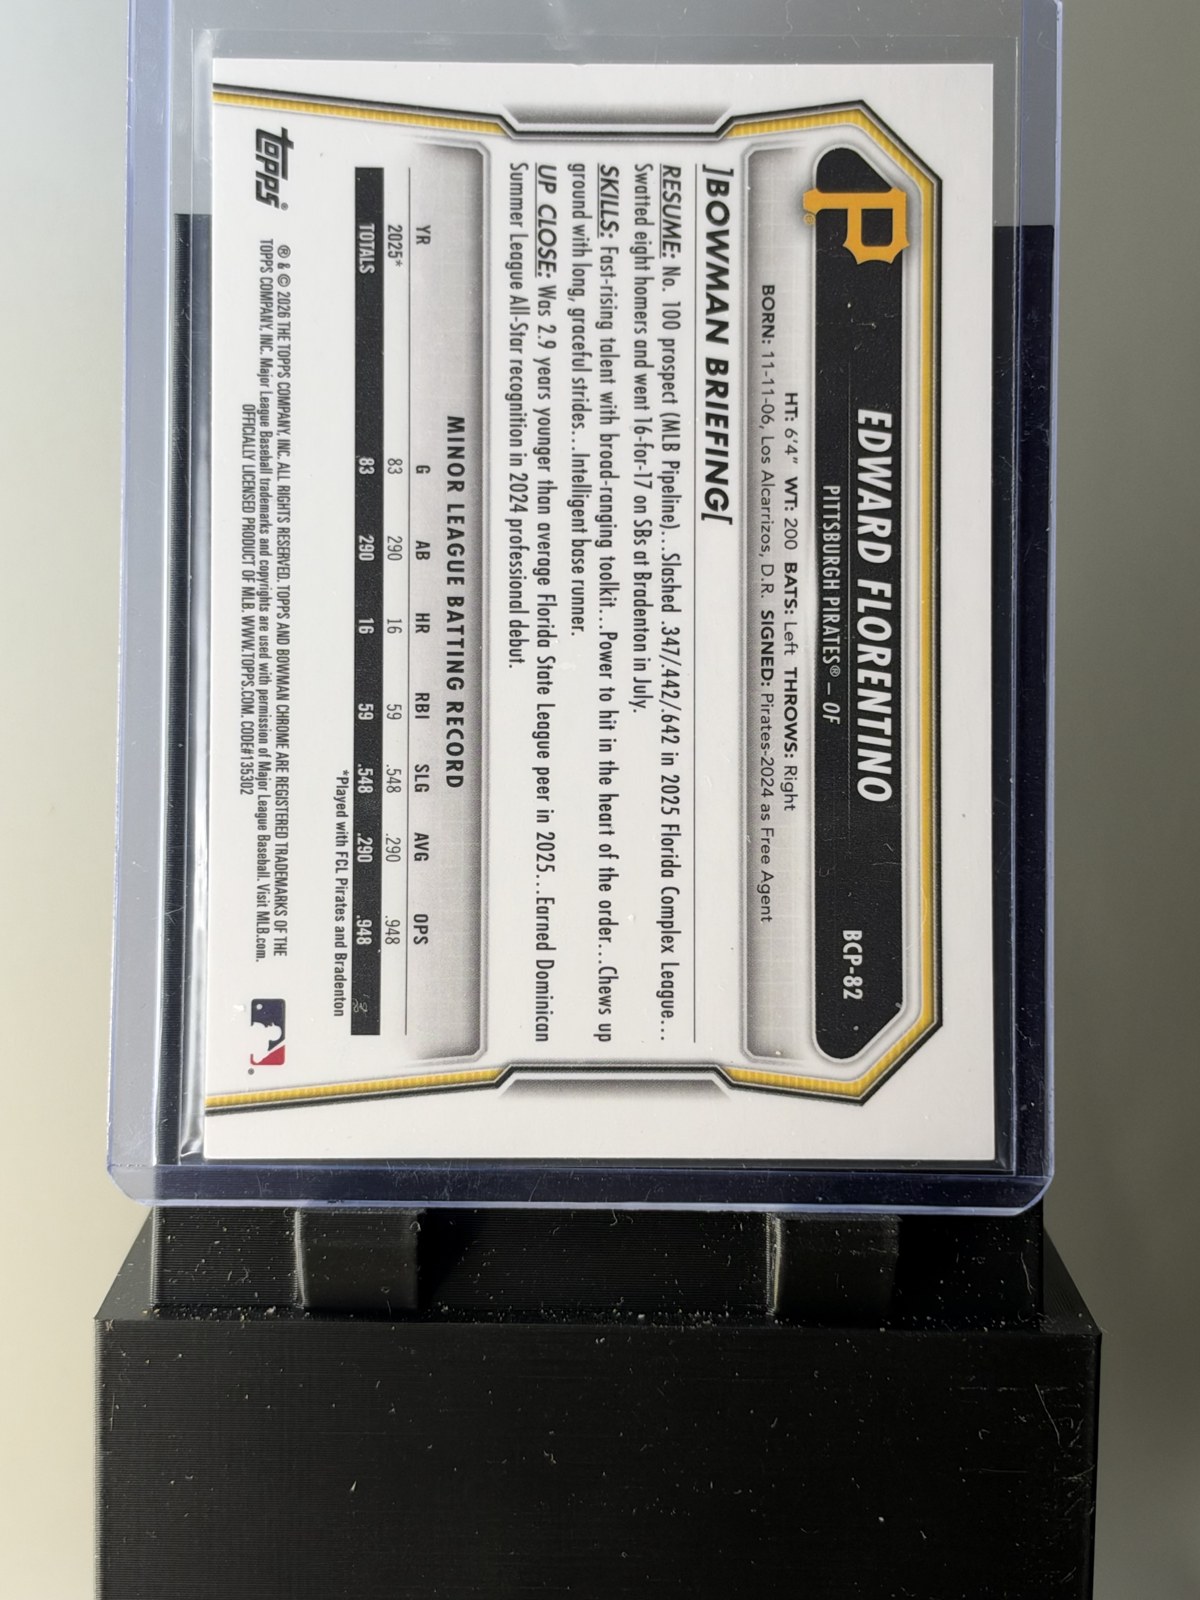 P®
EDWARD FLORENTINO
BCP-82
PITTSBURGH PIRATES® – OF
HT: 6'4" WT: 200 BATS: Left THROWS: Right
BORN: 11-11-06, Los Alcarrizos, D.R. SIGNED: Pirates-2024 as Free Agent
]BOWMAN BRIEFING[
RESUME: No. 100 prospect (MLB Pipeline)...Slashed .347/.442/.642 in 2025 Florida Complex League...
Swatted eight homers and went 16-for-17 on SBs at Bradenton in July.
SKILLS: Fast-rising talent with broad-ranging toolkit...Power to hit in the heart of the order...Chews up
ground with long, graceful strides...Intelligent base runner.
UP CLOSE: Was 2.9 years younger than average Florida State League peer in 2025...Earned Dominican
Summer League All-Star recognition in 2024 professional debut.
MINOR LEAGUE BATTING RECORD
YR G AB HR RBI SLG AVG OPS
2025* 83 290 16 59 .548 .290 .948
TOTALS 83 290 16 59 .548 .290 .948
*Played with FCL Pirates and Bradenton
topps®
® & © 2026 THE TOPPS COMPANY, INC. ALL RIGHTS RESERVED. TOPPS AND BOWMAN CHROME ARE REGISTERED TRADEMARKS OF THE
TOPPS COMPANY, INC. Major League Baseball trademarks and copyrights are used with permission of Major League Baseball. Visit MLB.com.
OFFICIALLY LICENSED PRODUCT OF MLB. WWW.TOPPS.COM. CODE#135302